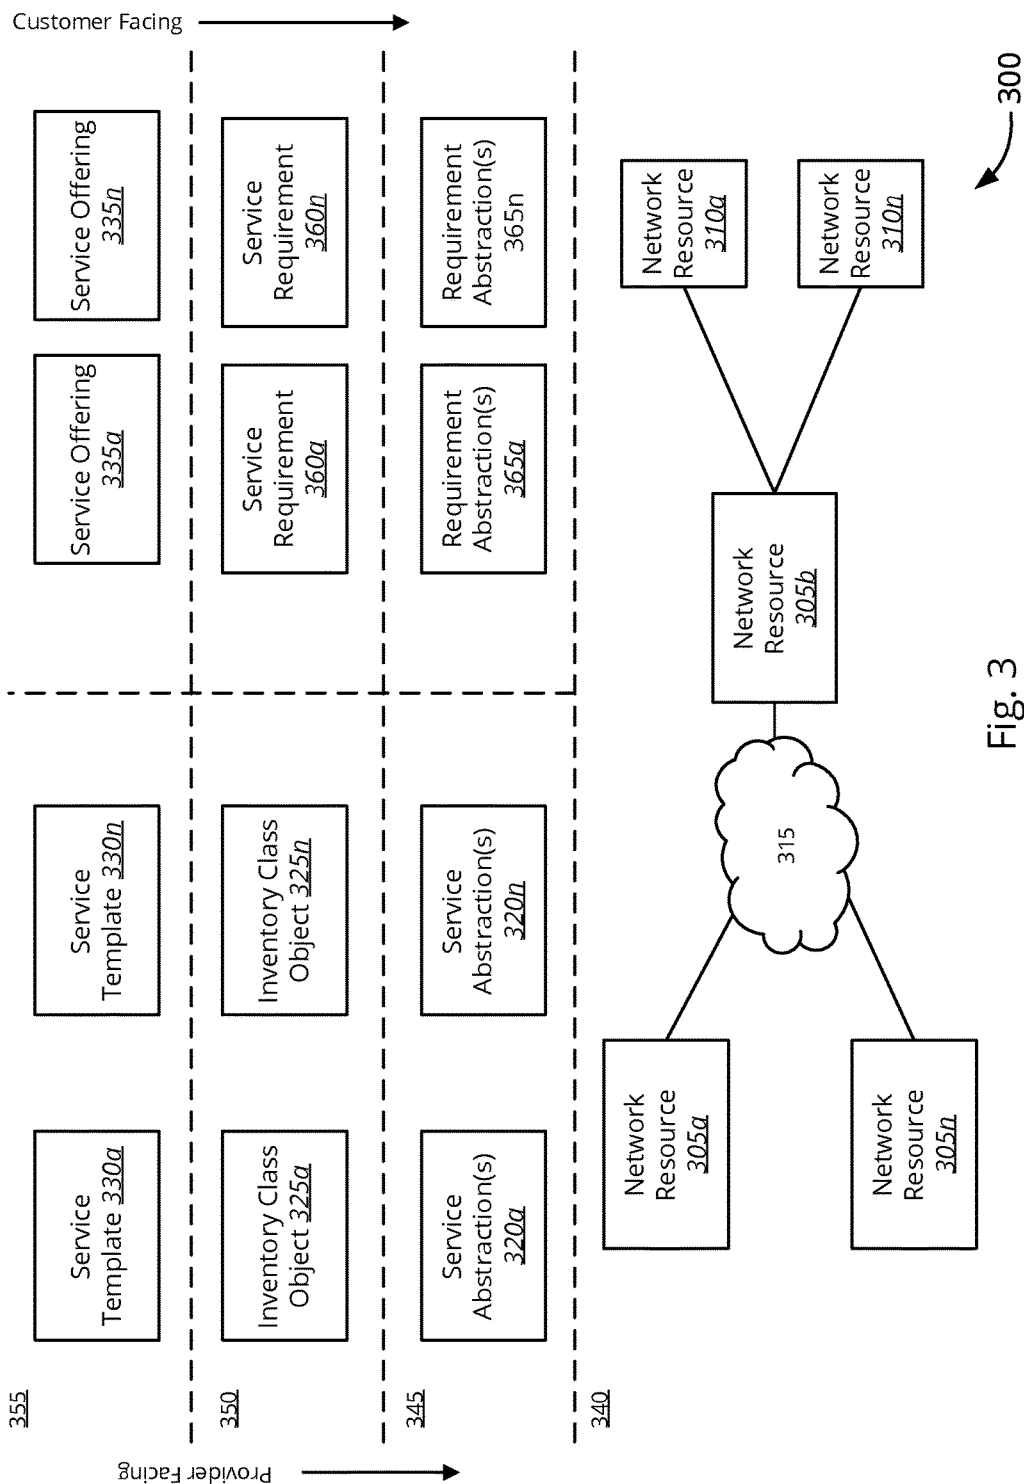 Customer Facing
Provider Facing
355
Service
Template 330a
Service
Template 330n
Service Offering
335a
Service Offering
335n
350
Inventory Class
Object 325a
Inventory Class
Object 325n
Service
Requirement
360a
Service
Requirement
360n
345
Service
Abstraction(s)
320a
Service
Abstraction(s)
320n
Requirement
Abstraction(s)
365a
Requirement
Abstraction(s)
365n
340
Network
Resource
305a
Network
Resource
305n
315
Network
Resource
305b
Network
Resource
310a
Network
Resource
310n
300
Fig. 3